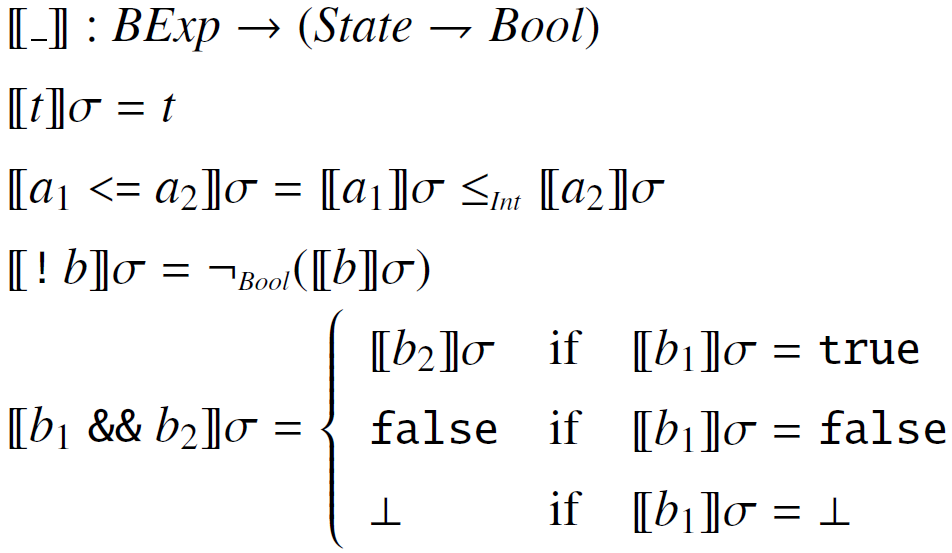 ⟦_⟧ : BExp → (State ⇀ Bool)
⟦t⟧σ = t
⟦a₁ <= a₂⟧σ = ⟦a₁⟧σ ≤_Int ⟦a₂⟧σ
⟦! b⟧σ = ¬_Bool(⟦b⟧σ)
⟦b₁ && b₂⟧σ = {
⟦b₂⟧σ if ⟦b₁⟧σ = true
false if ⟦b₁⟧σ = false
⊥ if ⟦b₁⟧σ = ⊥